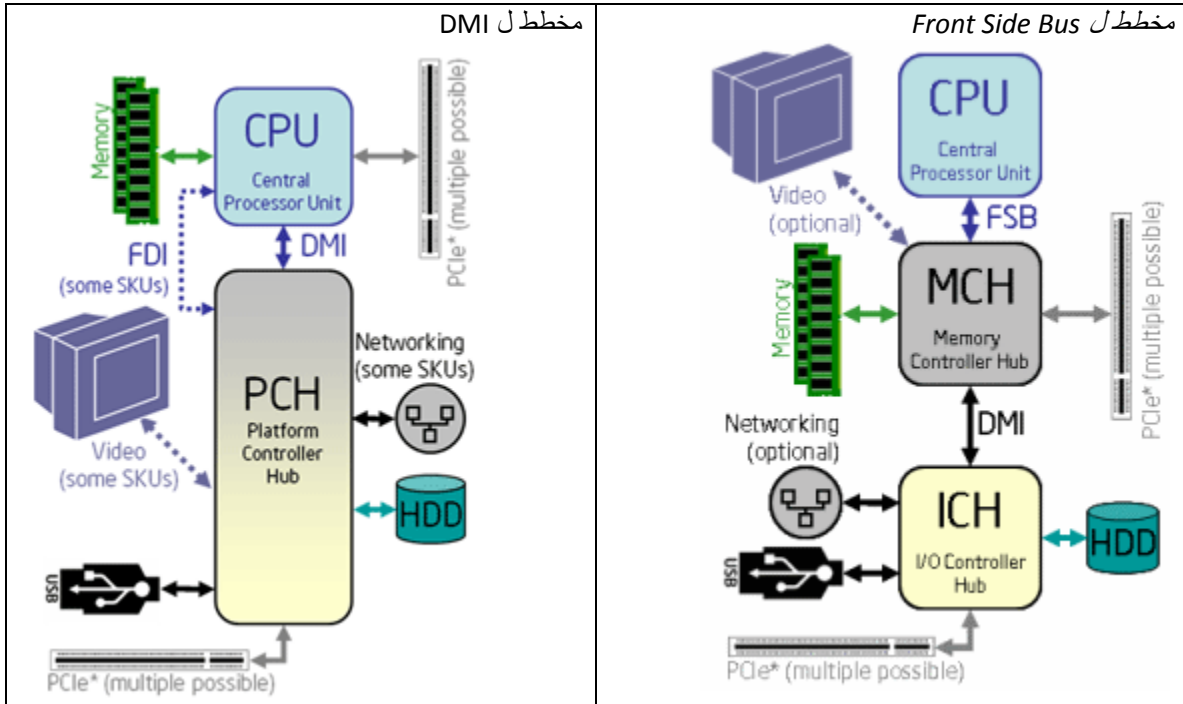 مخطط ل DMI
Memory
CPU
Central
Processor Unit
PCIe* (multiple possible)
FDI
(some SKUs)
DMI
Networking
(some SKUs)
PCH
Platform
Controller
Hub
Video
(some SKUs)
HDD
USB
PCIe* (multiple possible)
مخطط ل Front Side Bus
CPU
Central
Processor Unit
Video
(optional)
FSB
Memory
MCH
Memory
Controller Hub
PCIe* (multiple possible)
DMI
Networking
(optional)
ICH
I/O Controller
Hub
HDD
USB
PCIe* (multiple possible)